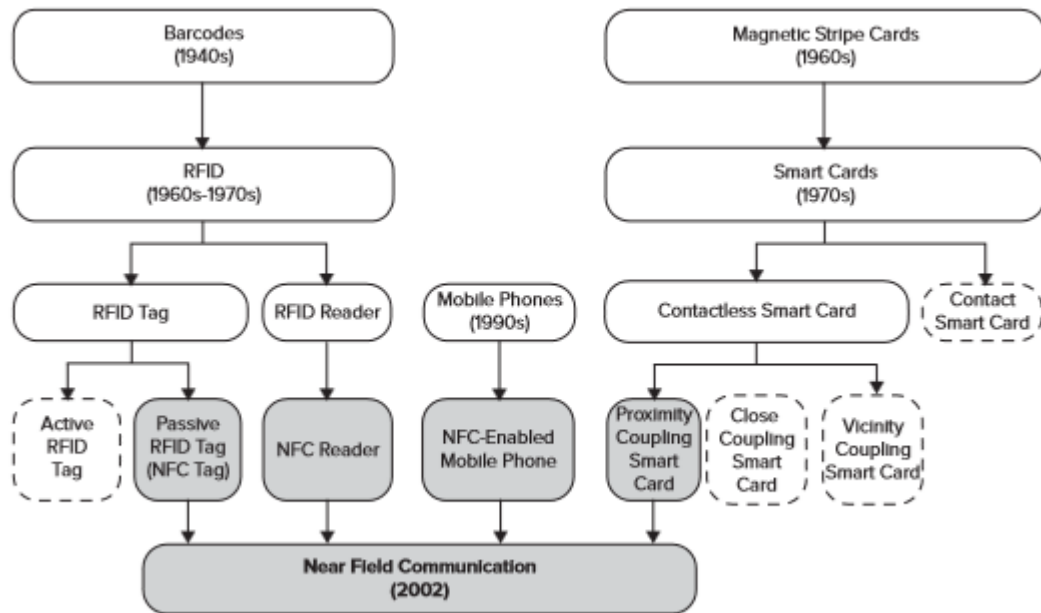 Barcodes
(1940s)
Magnetic Stripe Cards
(1960s)
RFID
(1960s-1970s)
Smart Cards
(1970s)
RFID Tag
RFID Reader
Mobile Phones
(1990s)
Contactless Smart Card
Contact
Smart Card
Active
RFID
Tag
Passive
RFID Tag
(NFC Tag)
NFC Reader
NFC-Enabled
Mobile Phone
Proximity
Coupling
Smart
Card
Close
Coupling
Smart
Card
Vicinity
Coupling
Smart Card
Near Field Communication
(2002)